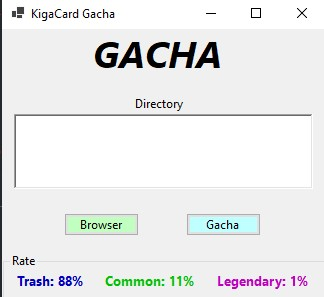 KigaCard Gacha
GACHA
Directory
Browser Gacha
Rate
Trash: 88% Common: 11% Legendary: 1%